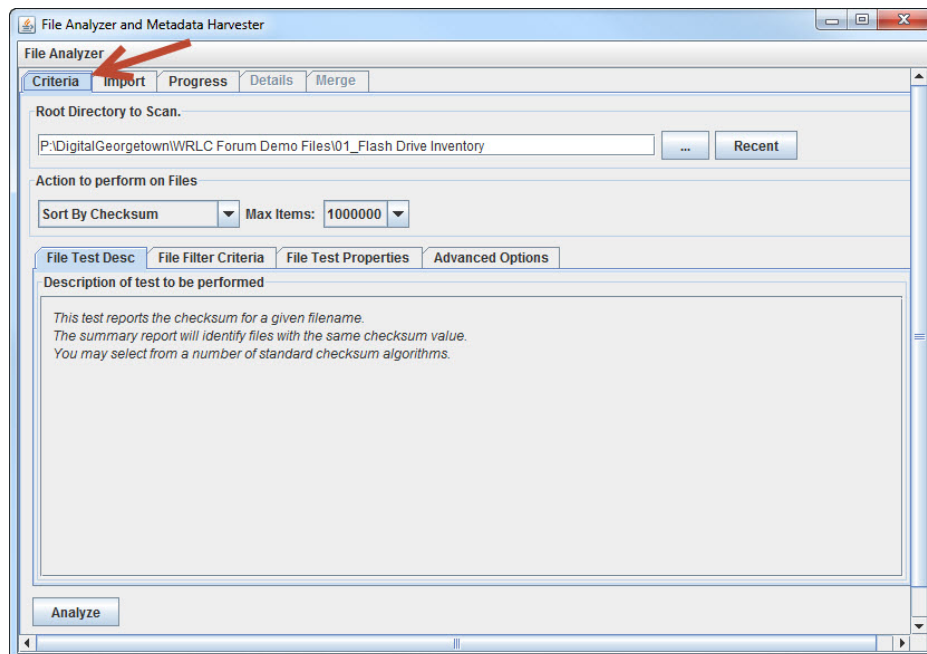 File Analyzer and Metadata Harvester
File Analyzer
Criteria Import Progress Details Merge
Root Directory to Scan.
P:\DigitalGeorgetown\WRLC Forum Demo Files\01_Flash Drive Inventory ... Recent
Action to perform on Files
Sort By Checksum Max Items: 1000000
File Test Desc File Filter Criteria File Test Properties Advanced Options
Description of test to be performed
This test reports the checksum for a given filename.
The summary report will identify files with the same checksum value.
You may select from a number of standard checksum algorithms.
Analyze